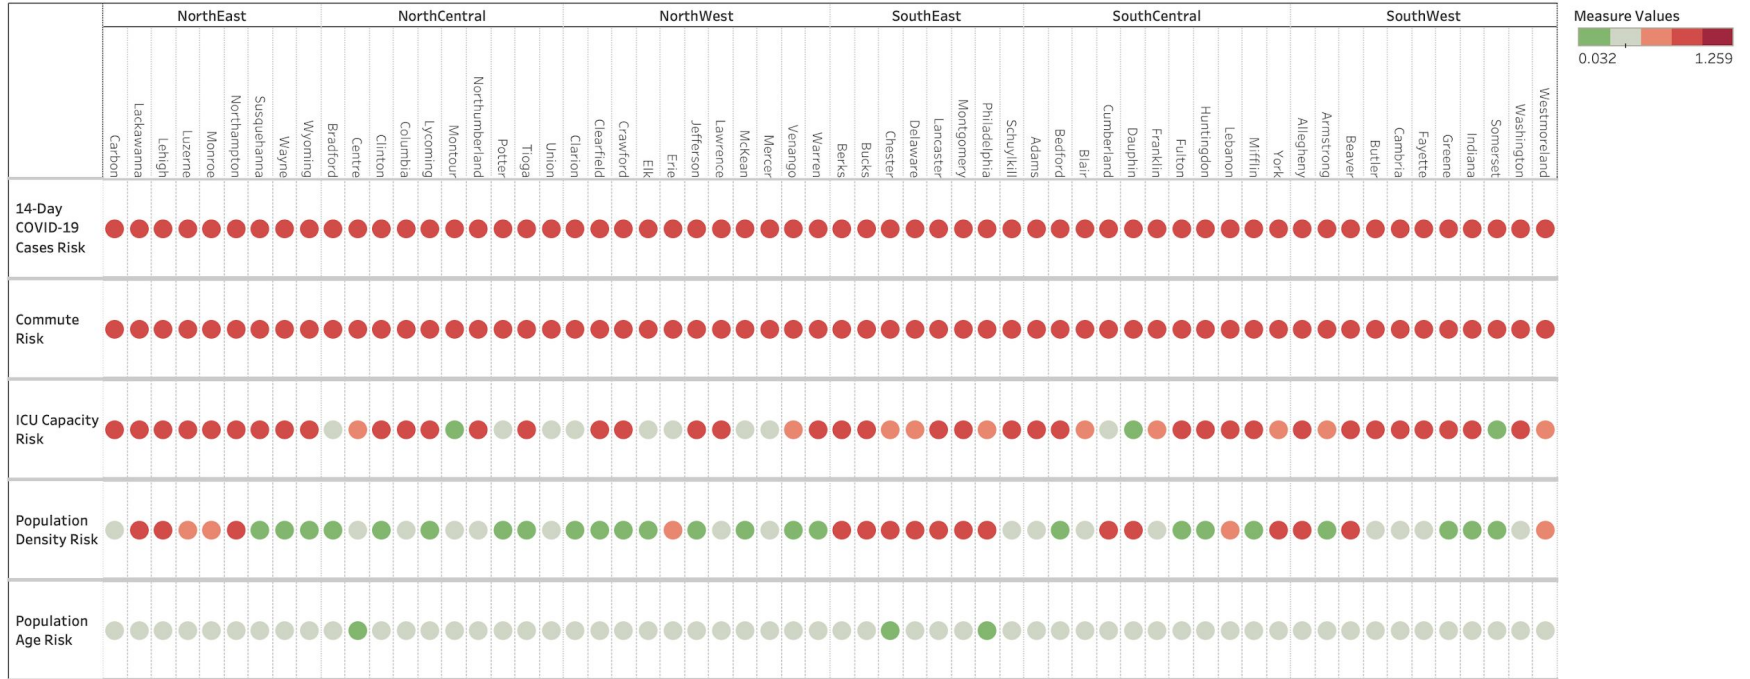 NorthEast NorthCentral NorthWest SouthEast SouthCentral SouthWest
Measure Values
0.032 1.259
Carbon
Lackawanna
Lehigh
Luzerne
Monroe
Northampton
Susquehanna
Wayne
Wyoming
Bradford
Centre
Clinton
Columbia
Lycoming
Montour
Northumberland
Potter
Tioga
Union
Clarion
Clearfield
Crawford
Elk
Erie
Jefferson
Lawrence
McKean
Mercer
Venango
Warren
Berks
Bucks
Chester
Delaware
Lancaster
Montgomery
Philadelphia
Schuylkill
Adams
Bedford
Blair
Cumberland
Dauphin
Franklin
Fulton
Huntingdon
Lebanon
Mifflin
York
Allegheny
Armstrong
Beaver
Butler
Cambria
Fayette
Greene
Indiana
Somerset
Washington
Westmoreland
14-Day
COVID-19
Cases Risk
Commute
Risk
ICU Capacity
Risk
Population
Density Risk
Population
Age Risk